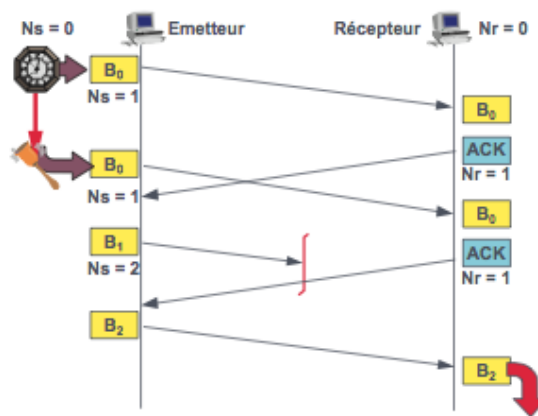 Ns = 0
Emetteur
Récepteur
Nr = 0
B0
Ns = 1
B0
ACK
Nr = 1
B0
Ns = 1
B0
B1
Ns = 2
ACK
Nr = 1
B2
B2